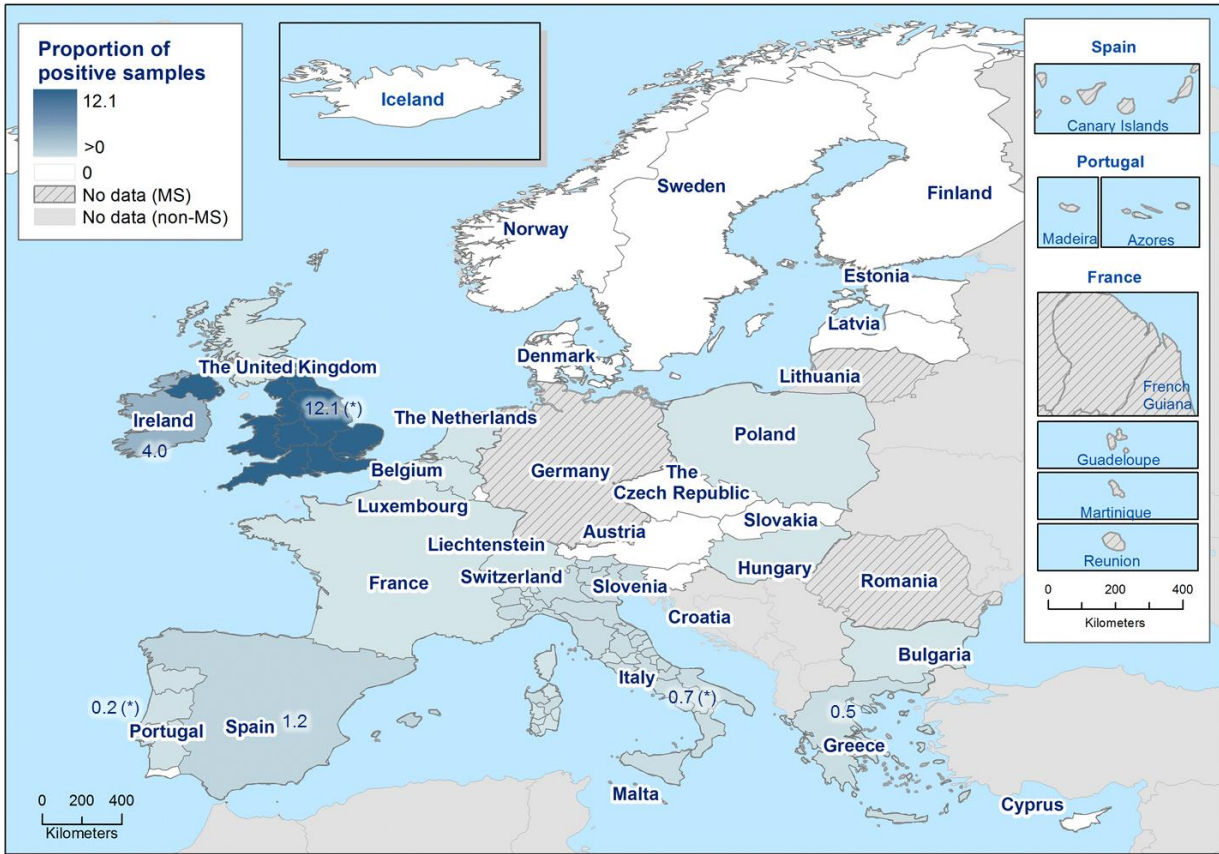 Proportion of
positive samples
12.1
>0
0
No data (MS)
No data (non-MS)
Iceland
Spain
Canary Islands
Portugal
Madeira
Azores
France
French
Guiana
Guadeloupe
Martinique
Reunion
0 200 400
Kilometers
Sweden
Finland
Norway
Estonia
Latvia
Denmark
Lithuania
The United Kingdom
12.1 (*)
The Netherlands
Ireland
4.0
Poland
Belgium
Germany
The
Czech Republic
Luxembourg
Slovakia
Austria
Liechtenstein
Hungary
France
Switzerland
Slovenia
Romania
Croatia
Bulgaria
Italy
0.7 (*)
0.2 (*)
Portugal
Spain 1.2
0.5
Greece
Malta
Cyprus
0 200 400
Kilometers